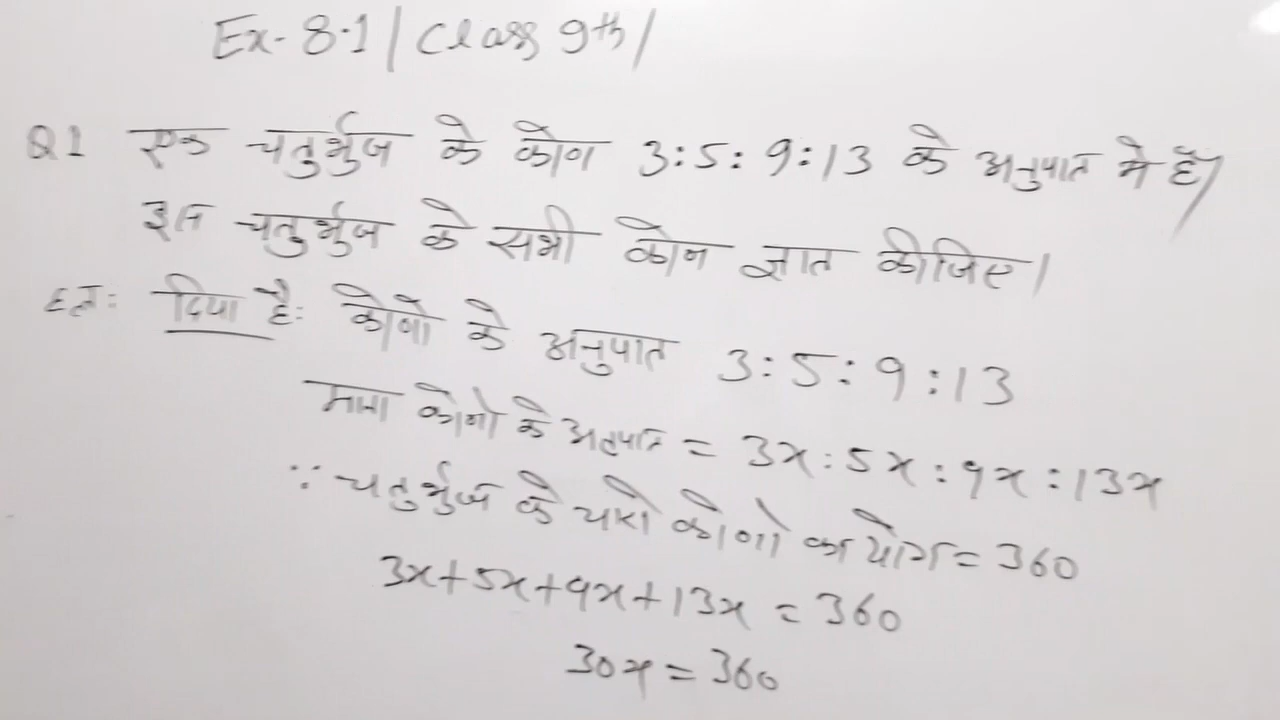 Ex- 8.1 | Class 9th |
Q1 एक चतुर्भुज के कोण 3:5:9:13 के अनुपात मे हैं।
इस चतुर्भुज के सभी कोण ज्ञात कीजिए।
हल: दिया है: कोणो के अनुपात 3:5:9:13
माना कोणो के अनुपात = 3x:5x:9x:13x
∵ चतुर्भुज के चारो कोणो का योग = 360
3x+5x+9x+13x = 360
30x = 360